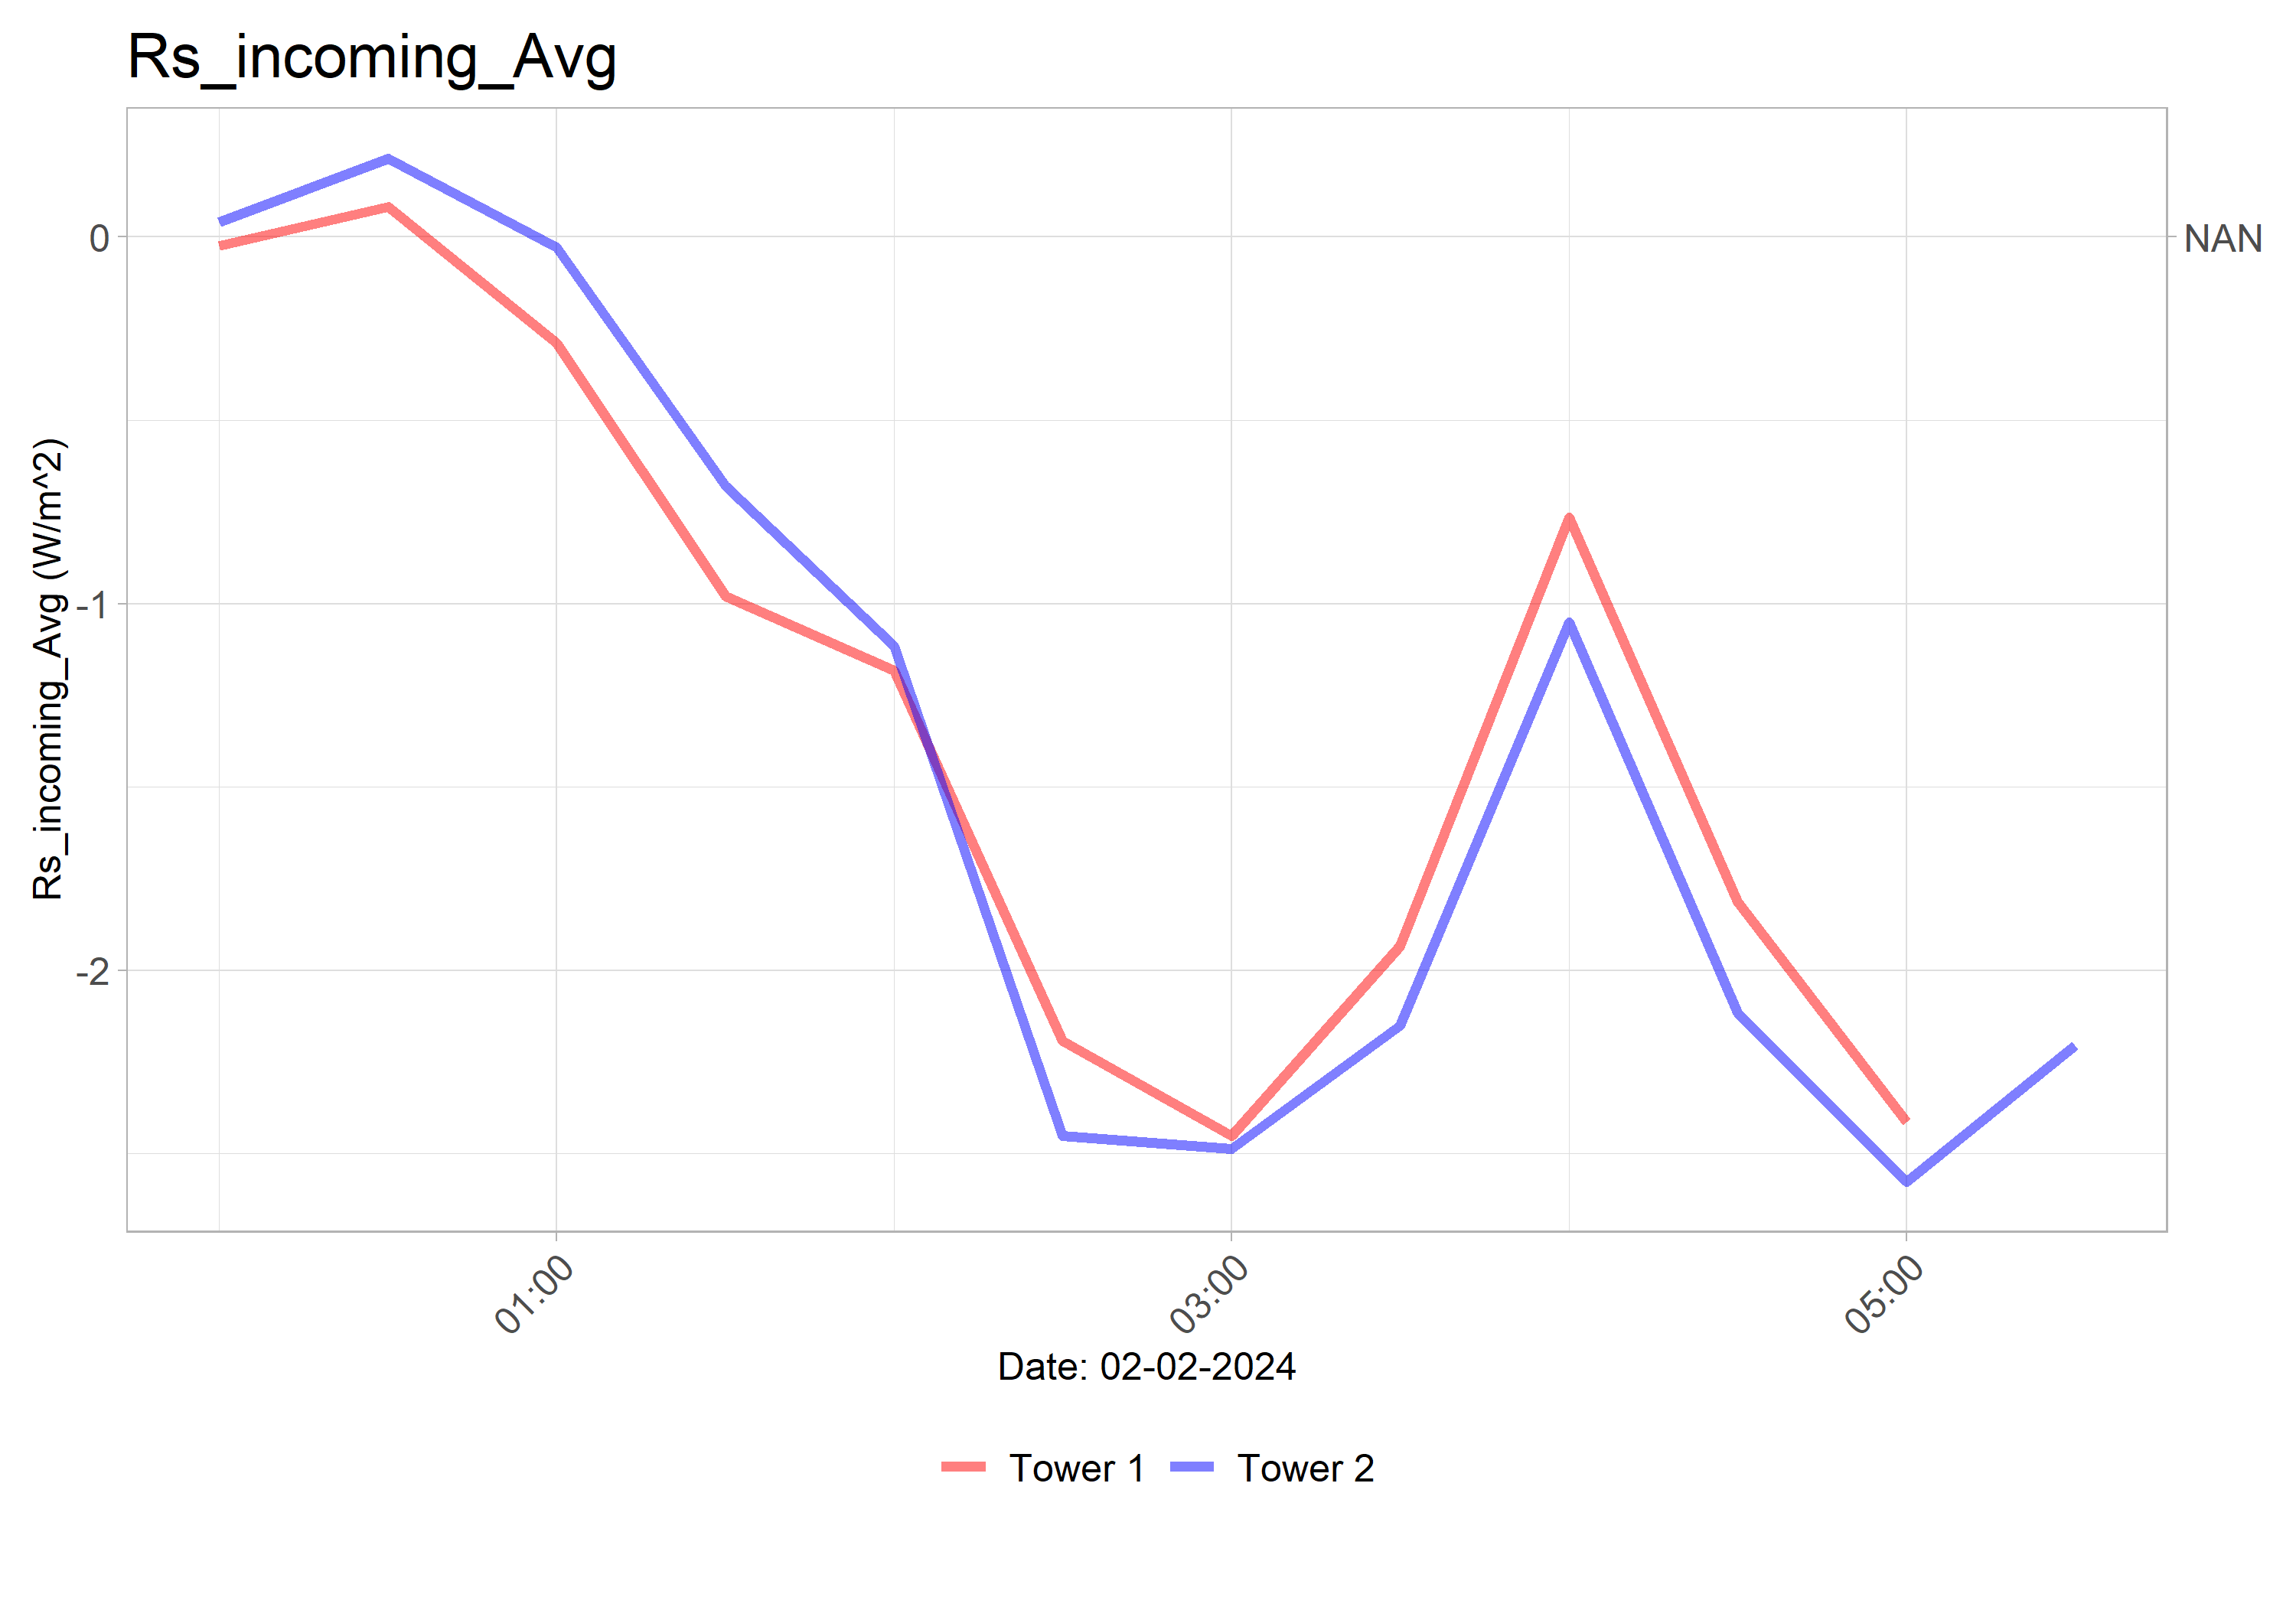 Rs_incoming_Avg
Rs_incoming_Avg (W/m^2)
0
-1
-2
NAN
01:00
03:00
05:00
Date: 02-02-2024
Tower 1
Tower 2